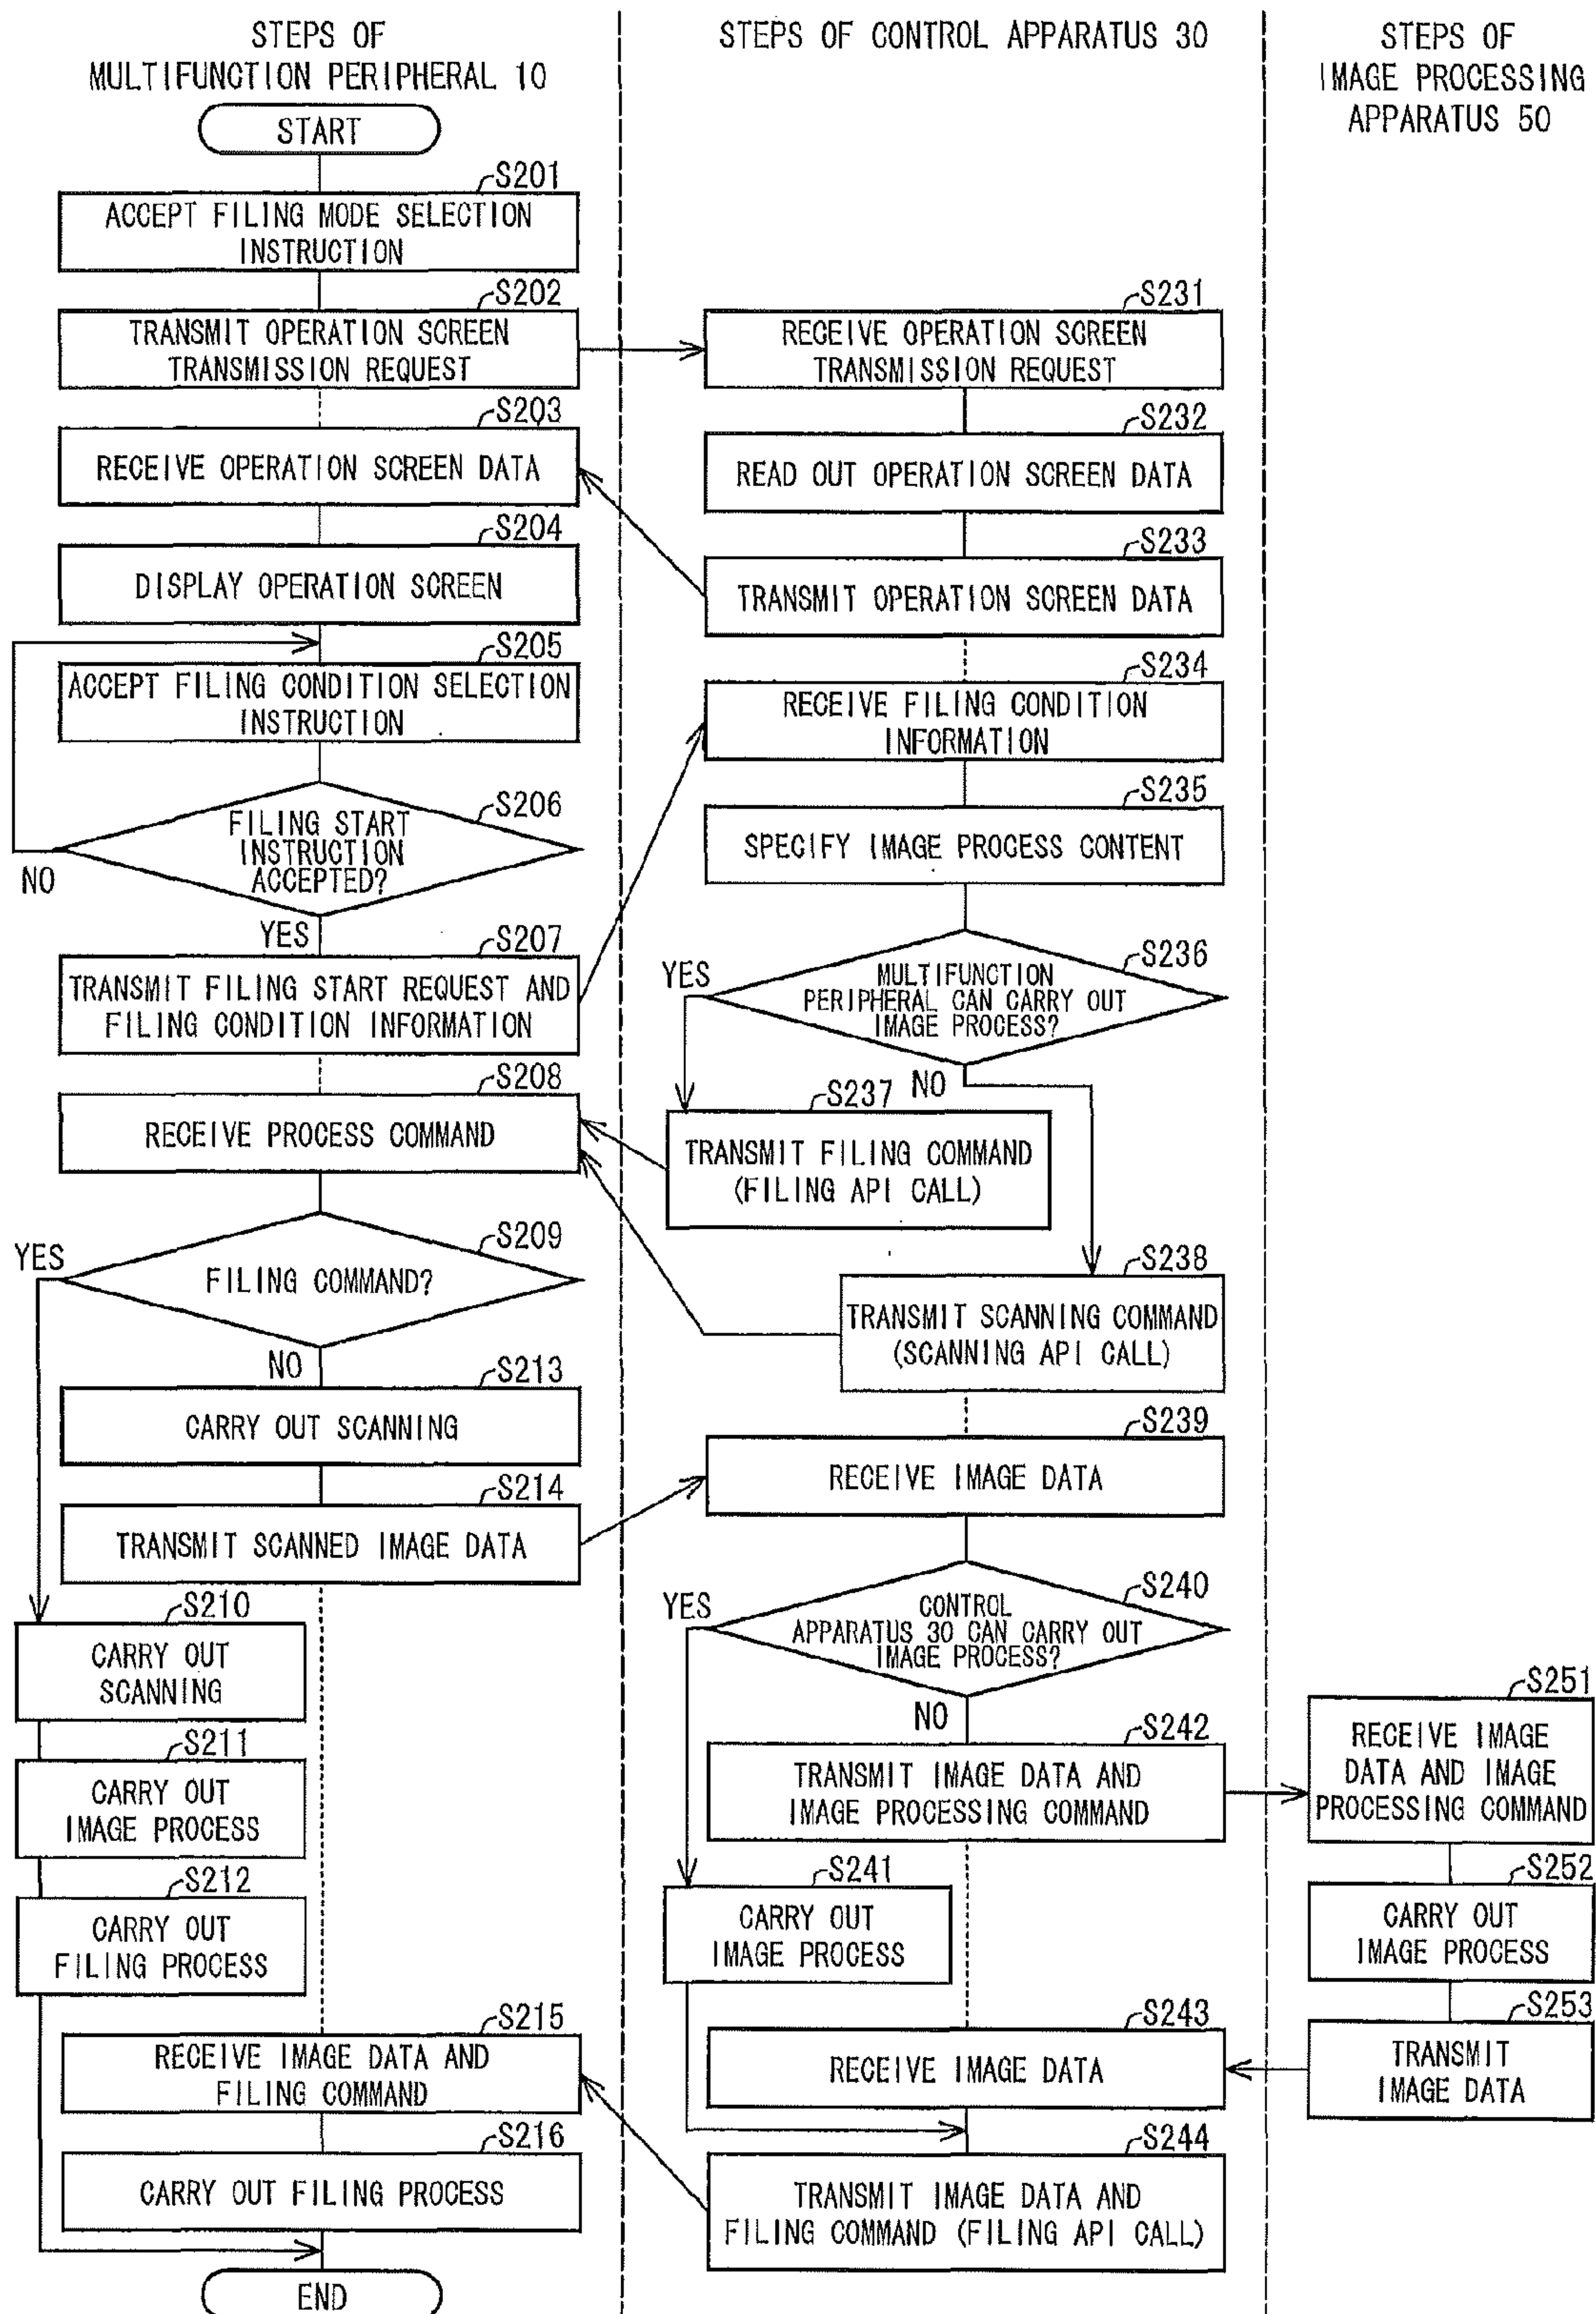 STEPS OF
MULTIFUNCTION PERIPHERAL 10
START
S201
ACCEPT FILING MODE SELECTION
INSTRUCTION
S202
TRANSMIT OPERATION SCREEN
TRANSMISSION REQUEST
S203
RECEIVE OPERATION SCREEN DATA
S204
DISPLAY OPERATION SCREEN
S205
ACCEPT FILING CONDITION SELECTION
INSTRUCTION
S206
FILING START
INSTRUCTION
ACCEPTED?
NO
YES
S207
TRANSMIT FILING START REQUEST AND
FILING CONDITION INFORMATION
S208
RECEIVE PROCESS COMMAND
S209
YES
FILING COMMAND?
NO
S213
CARRY OUT SCANNING
S214
TRANSMIT SCANNED IMAGE DATA
S210
CARRY OUT
SCANNING
S211
CARRY OUT
IMAGE PROCESS
S212
CARRY OUT
FILING PROCESS
S215
RECEIVE IMAGE DATA AND
FILING COMMAND
S216
CARRY OUT FILING PROCESS
END
STEPS OF CONTROL APPARATUS 30
S231
RECEIVE OPERATION SCREEN
TRANSMISSION REQUEST
S232
READ OUT OPERATION SCREEN DATA
S233
TRANSMIT OPERATION SCREEN DATA
S234
RECEIVE FILING CONDITION
INFORMATION
S235
SPECIFY IMAGE PROCESS CONTENT
S236
YES
MULTIFUNCTION
PERIPHERAL CAN CARRY OUT
IMAGE PROCESS?
NO
S237
TRANSMIT FILING COMMAND
(FILING API CALL)
S238
TRANSMIT SCANNING COMMAND
(SCANNING API CALL)
S239
RECEIVE IMAGE DATA
S240
YES
CONTROL
APPARATUS 30 CAN CARRY OUT
IMAGE PROCESS?
NO
S242
TRANSMIT IMAGE DATA AND
IMAGE PROCESSING COMMAND
S241
CARRY OUT
IMAGE PROCESS
S243
RECEIVE IMAGE DATA
S244
TRANSMIT IMAGE DATA AND
FILING COMMAND (FILING API CALL)
STEPS OF
IMAGE PROCESSING
APPARATUS 50
S251
RECEIVE IMAGE
DATA AND IMAGE
PROCESSING COMMAND
S252
CARRY OUT
IMAGE PROCESS
S253
TRANSMIT
IMAGE DATA